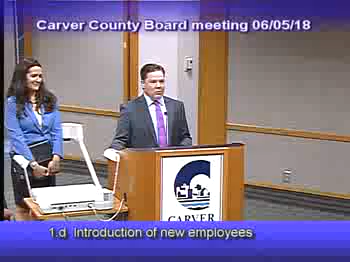 Carver County Board meeting 06/05/18
CARVER
1.d Introduction of new employees